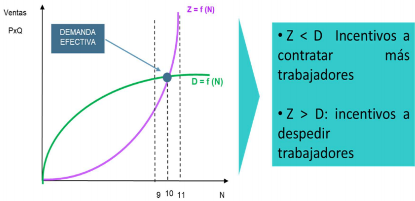 Ventas
PxQ
DEMANDA
EFECTIVA
Z = f (N)
D = f (N)
9 10 11 N
• Z < D Incentivos a
contratar más
trabajadores
• Z > D: incentivos a
despedir
trabajadores